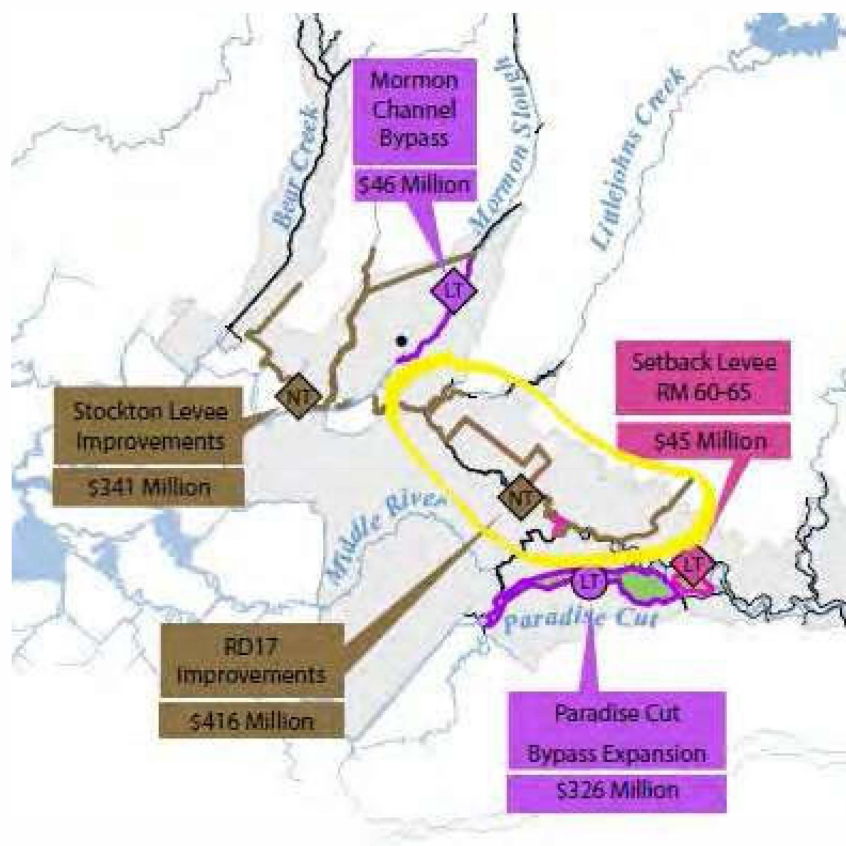 Mormon
Channel
Bypass
$46 Million
Bear Creek
Mormon Slough
Littlejohns Creek
LT
Setback Levee
RM 60-65
$45 Million
Stockton Levee
Improvements
$341 Million
NT
NT
Middle River
LT
LT
Paradise Cut
RD17
Improvements
$416 Million
Paradise Cut
Bypass Expansion
$326 Million